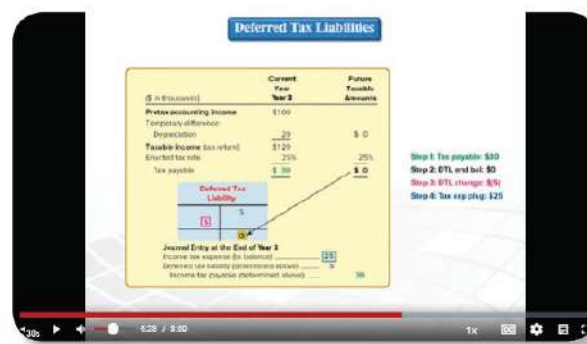 Deferred Tax Liabilities
Current Future
Year Taxable
($ in thousands) Year 3 Amounts
Pretax accounting income $100
Temporary difference:
Depreciation 20 $ 0
Taxable income (tax return) $120
Enacted tax rate 25% 25%
Tax payable $ 30 $ 0
Deferred Tax
Liability
5
5
0
Journal Entry at the End of Year 3
Income tax expense (to balance) 25
Deferred tax liability (determined above) 5
Income tax payable (determined above) 30
Step 1: Tax payable: $30
Step 2: DTL end bal: $0
Step 3: DTL change: $(5)
Step 4: Tax exp plug: $25
30s
6:28 / 8:00
1x